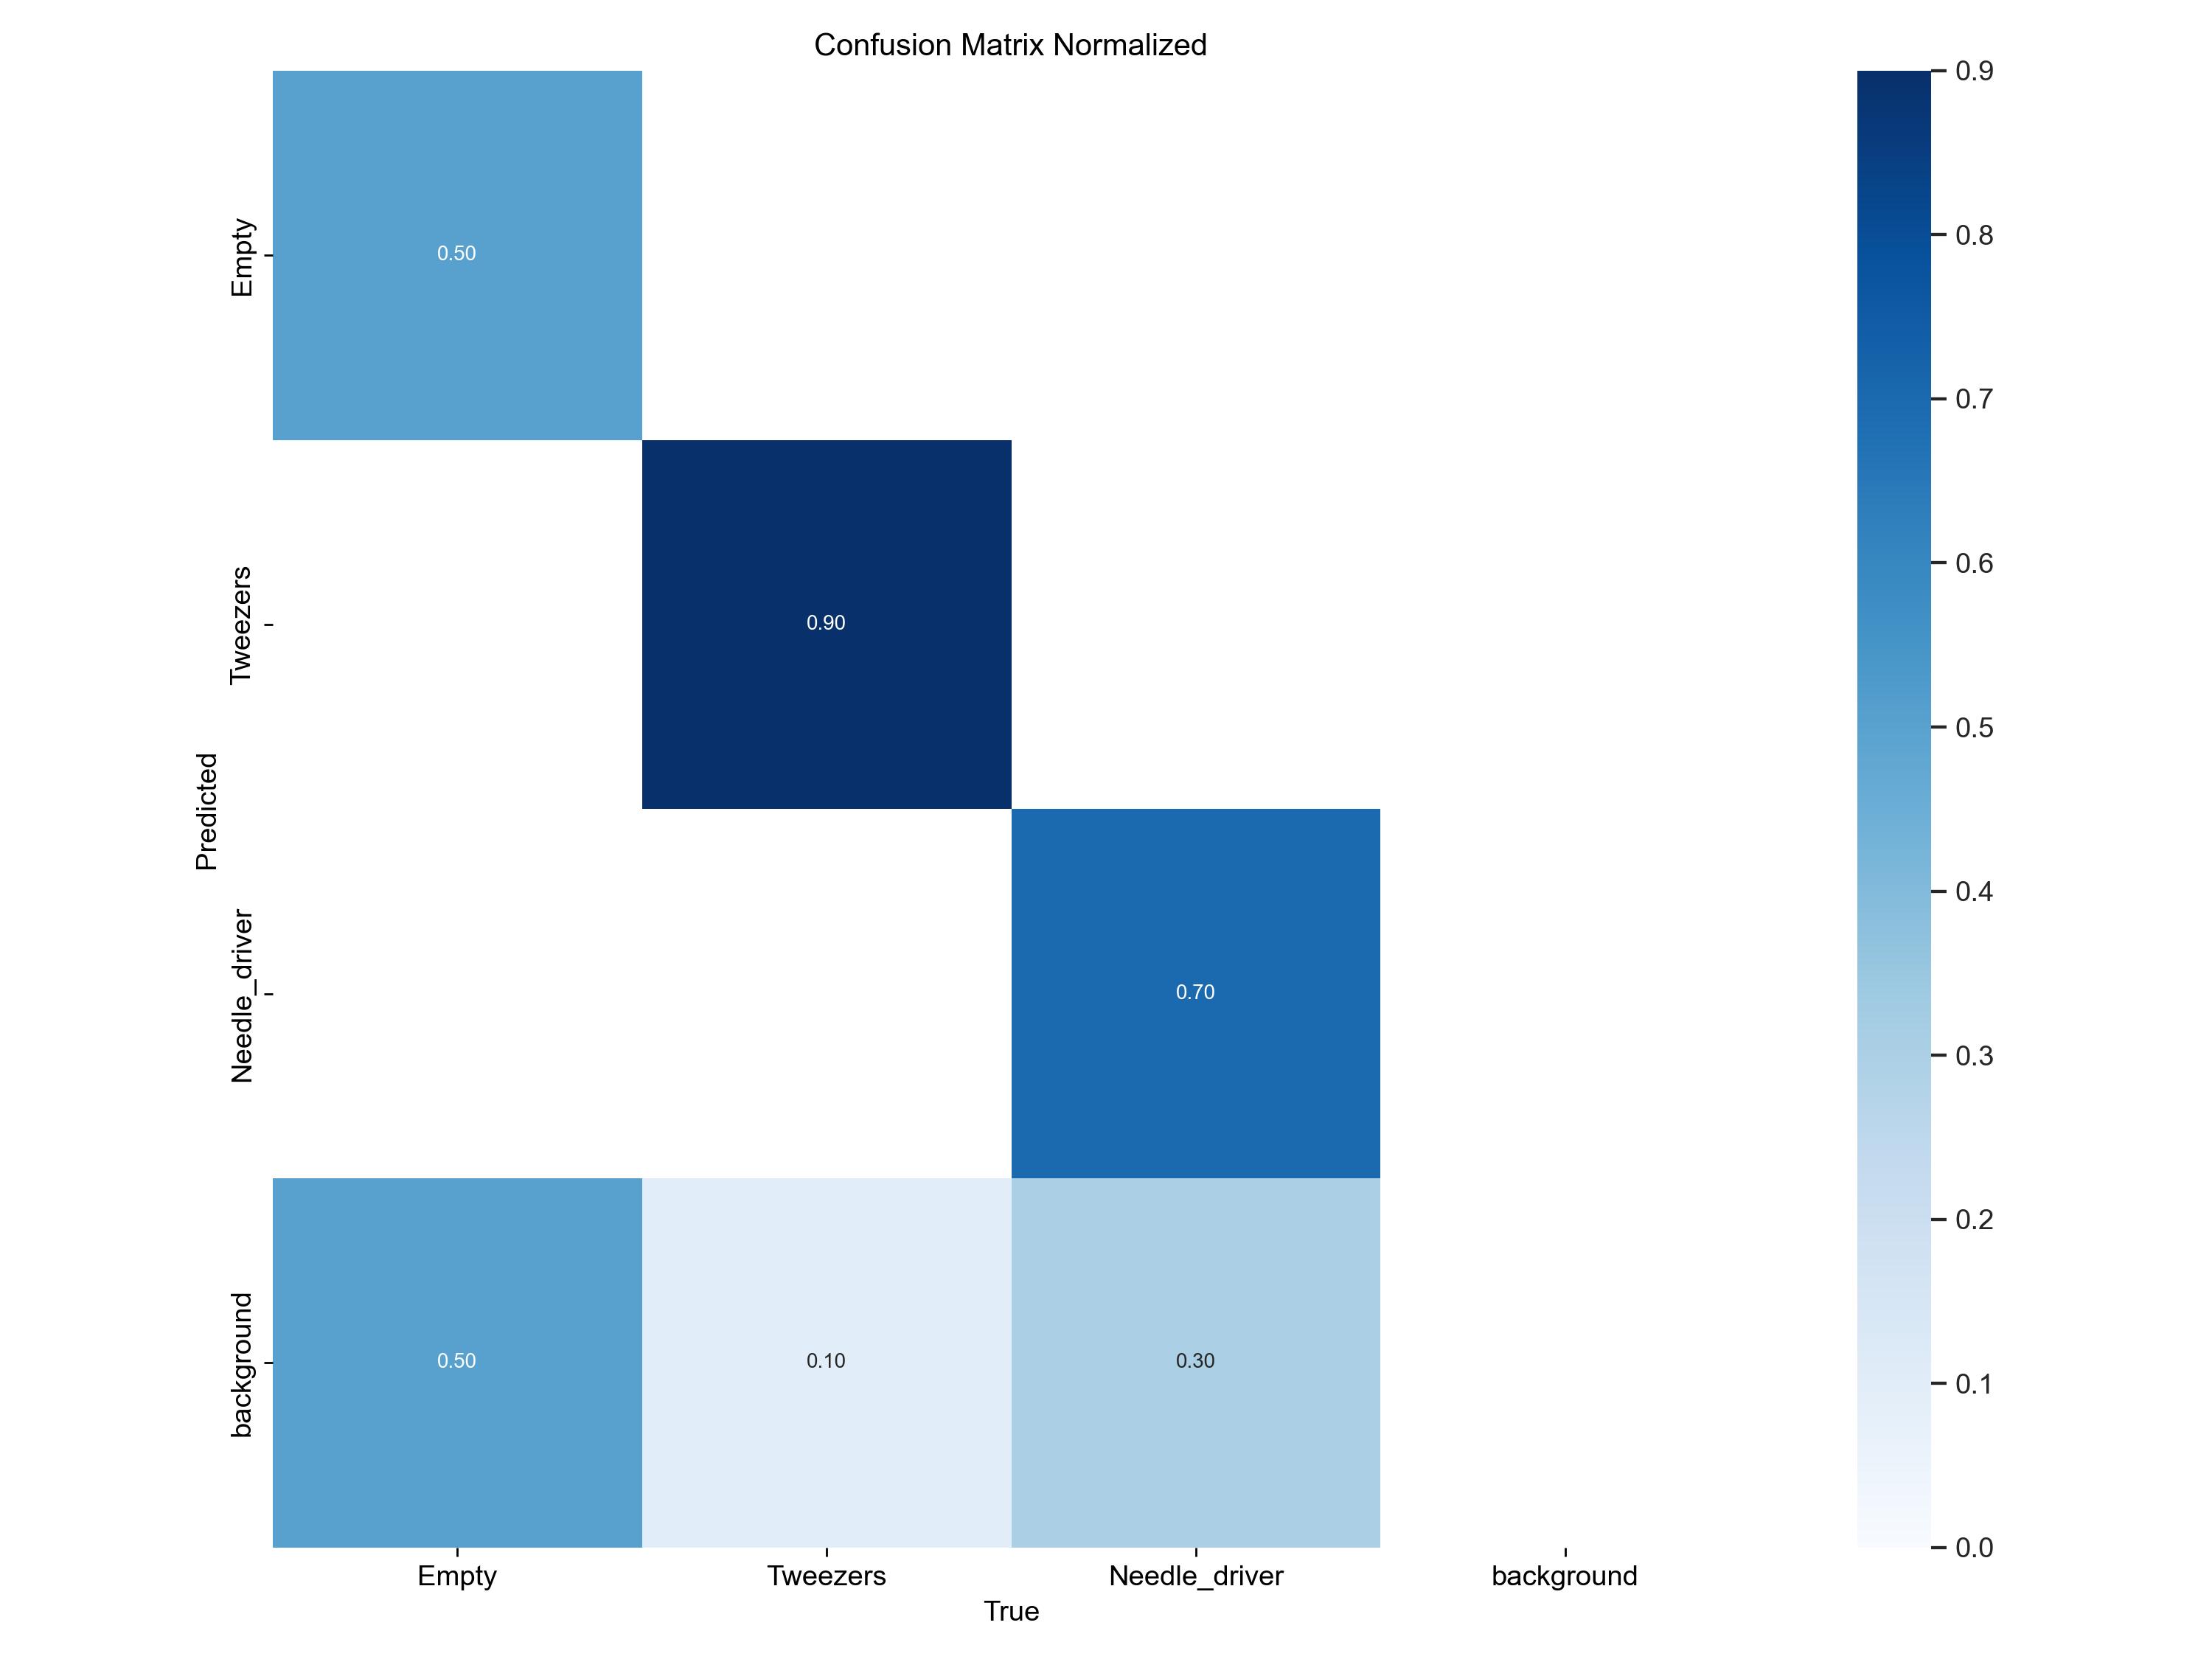 Confusion Matrix Normalized
0.9
0.8
0.7
0.6
0.5
0.4
0.3
0.2
0.1
0.0
Predicted
Empty
0.50
Tweezers
0.90
Needle_driver
0.70
background
0.50 0.10 0.30
Empty Tweezers Needle_driver background
True